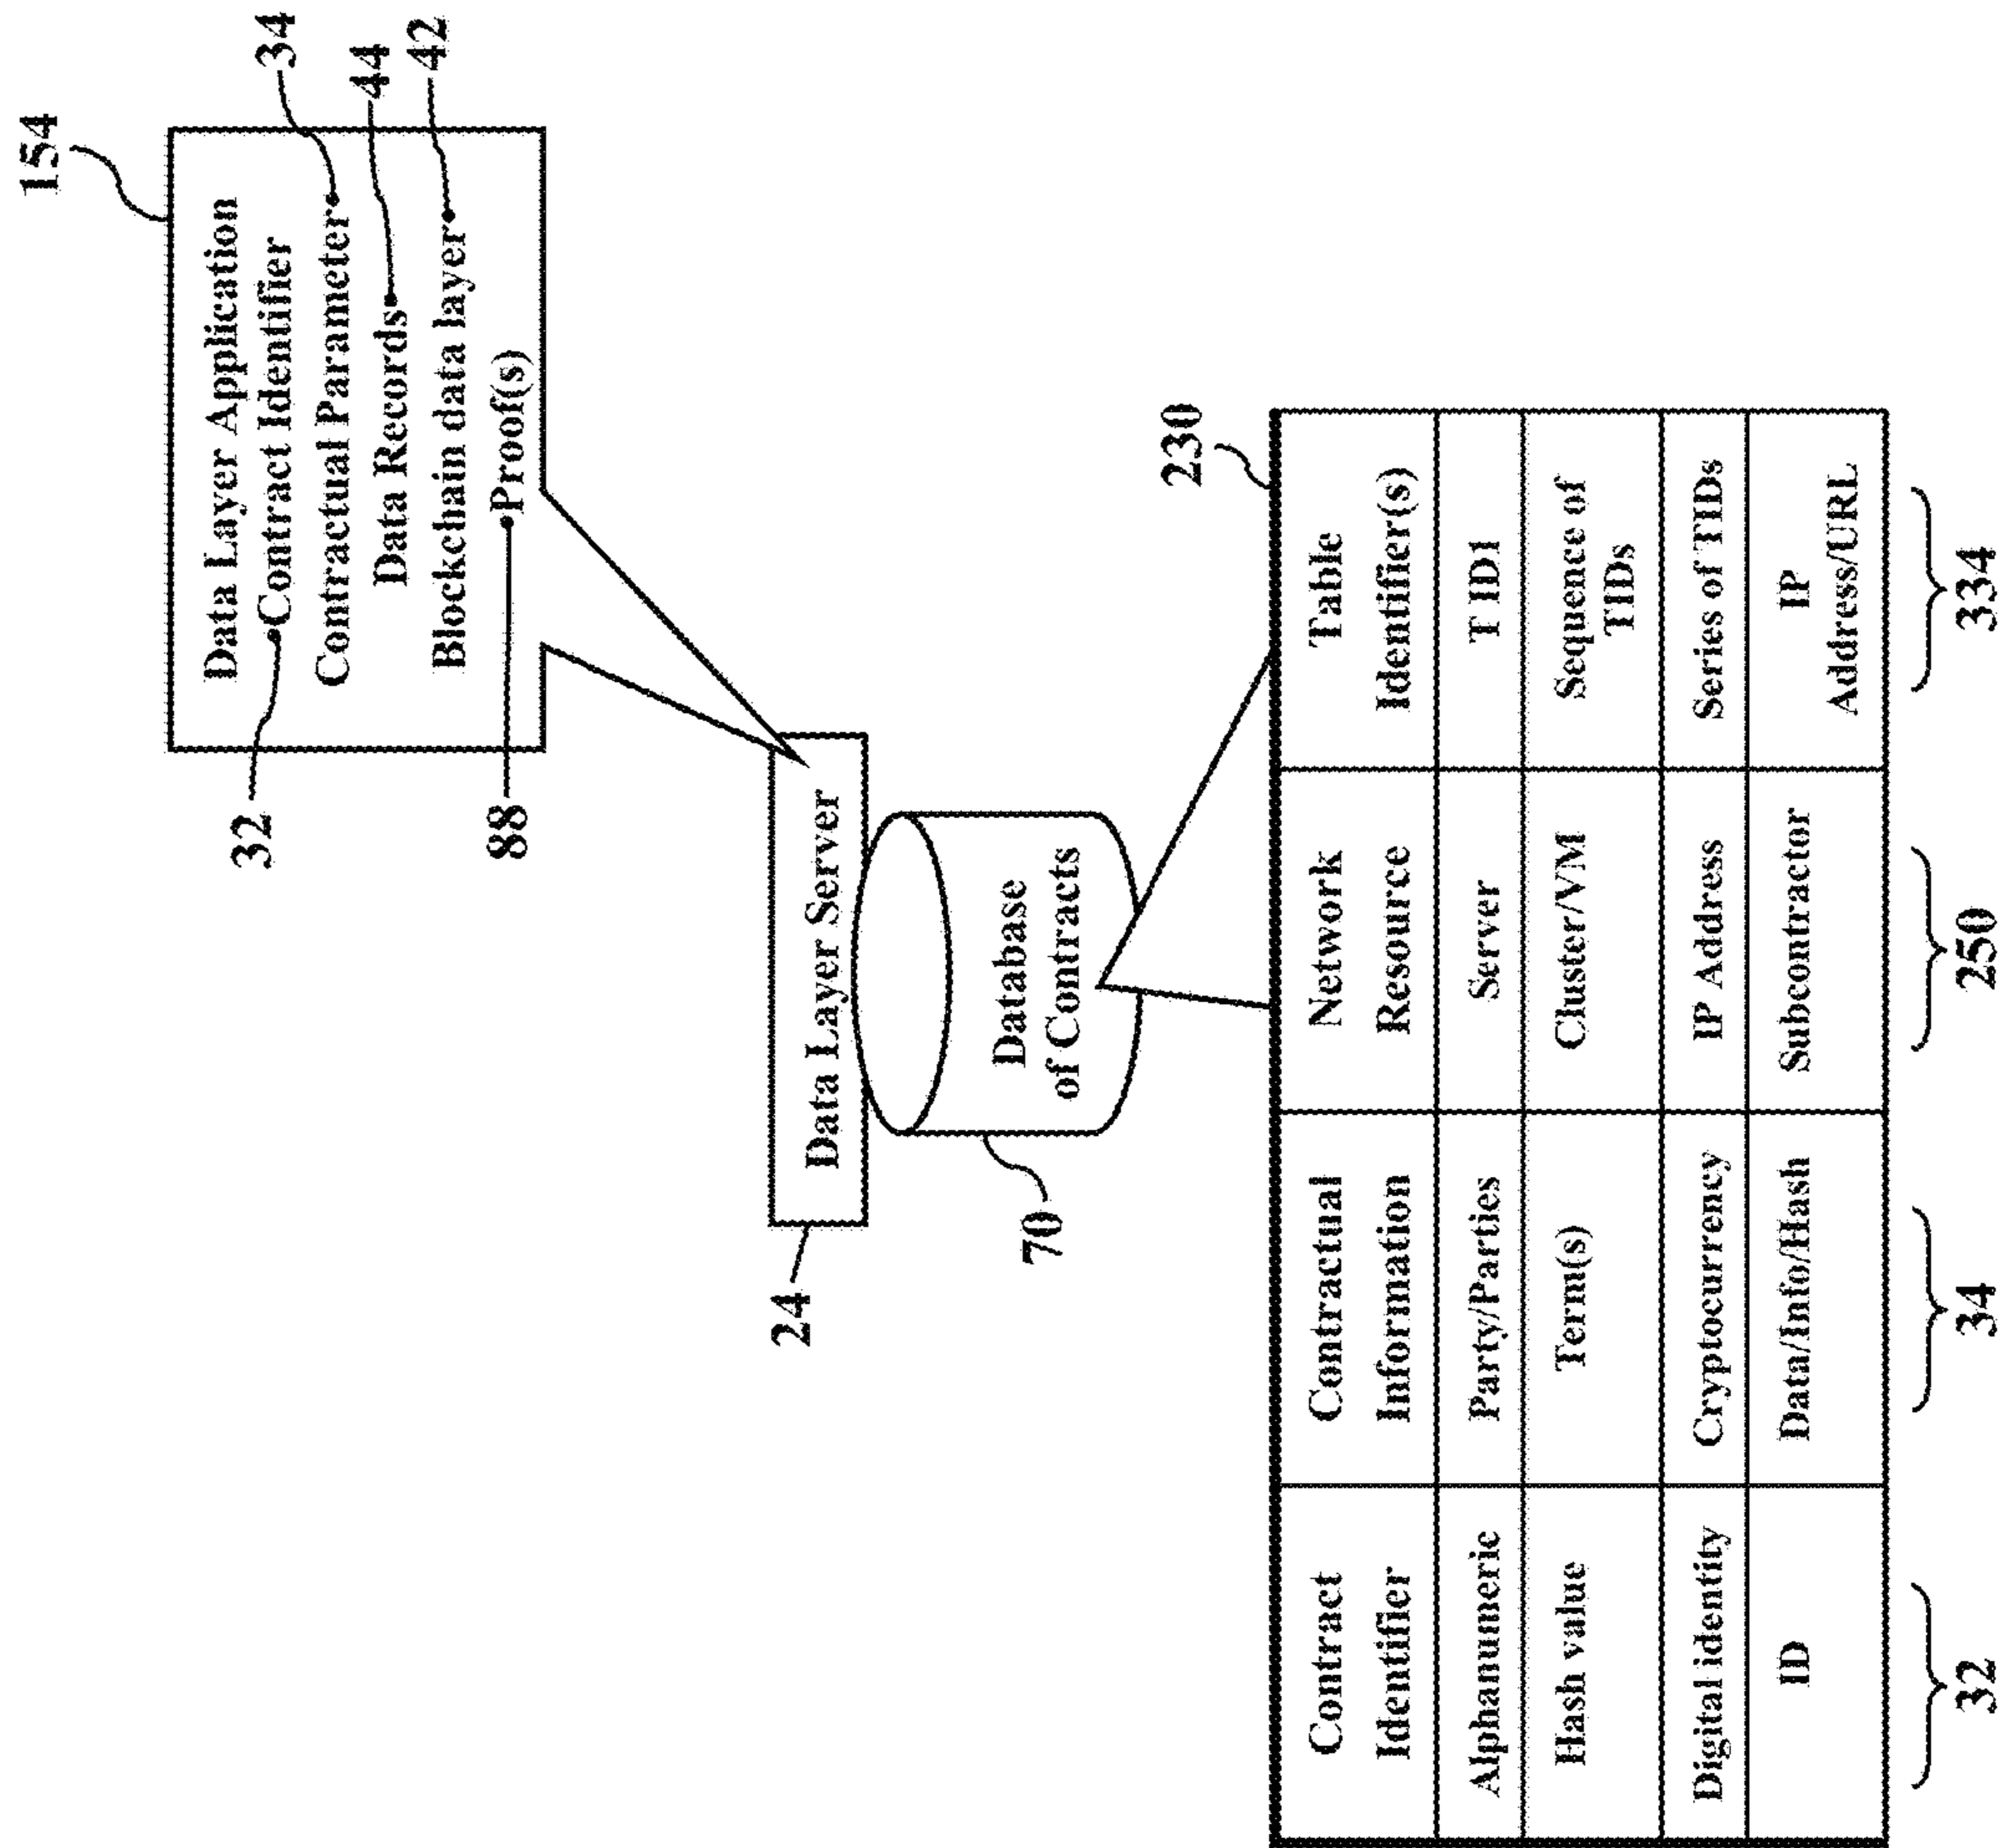 154
Data Layer Application
32
Contract Identifier
Contractual Parameter
34
Data Records
44
Blockchain data layer
42
88
Proof(s)
24
Data Layer Server
70
Database
of Contracts
230
Contract
Identifier
Contractual
Information
Network
Resource
Table
Identifier(s)
Alphanumeric
Party/Parties
Server
T ID1
Hash value
Term(s)
Cluster/VM
Sequence of
TIDs
Digital identity
Cryptocurrency
IP Address
Series of TIDs
ID
Data/Info/Hash
Subcontractor
IP
Address/URL
32
34
250
334